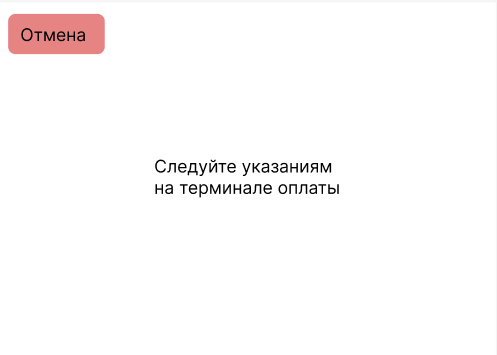 Отмена
Следуйте указаниям
на терминале оплаты